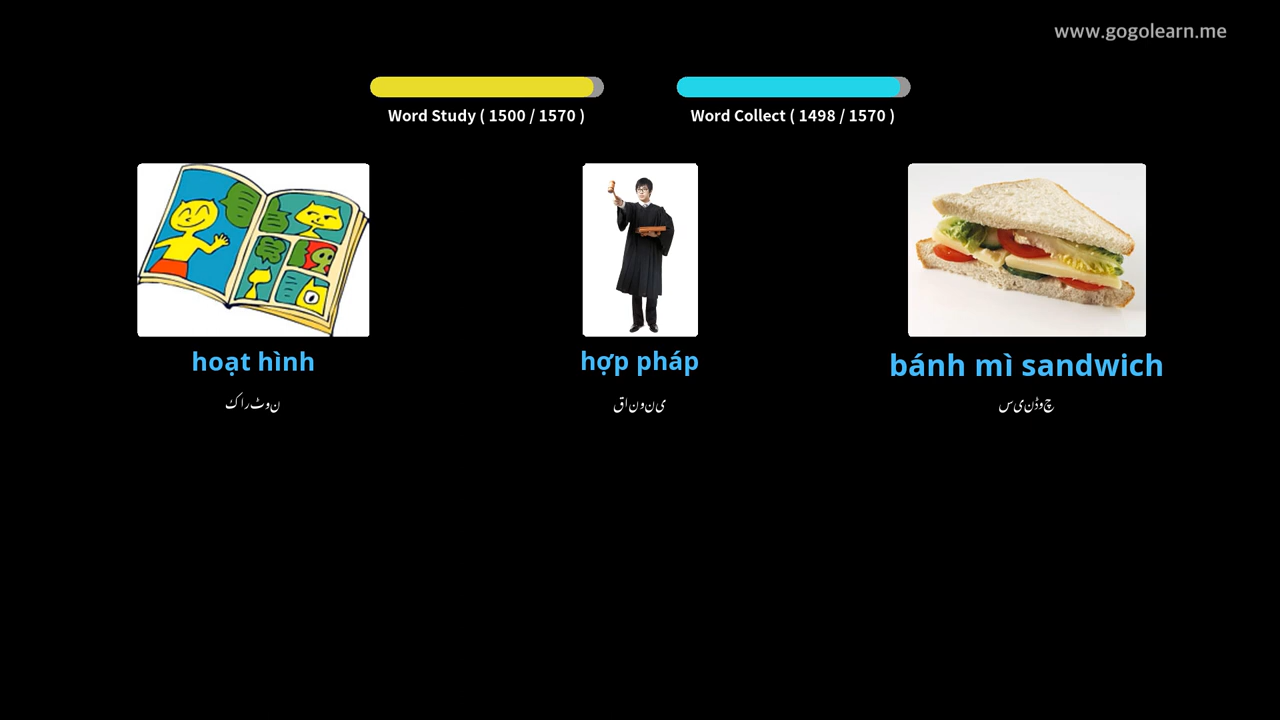 www.gogolearn.me
Word Study ( 1500 / 1570 )
Word Collect ( 1498 / 1570 )
hoạt hình
hợp pháp
bánh mì sandwich
کارٹون
قانونی
سینڈوچ